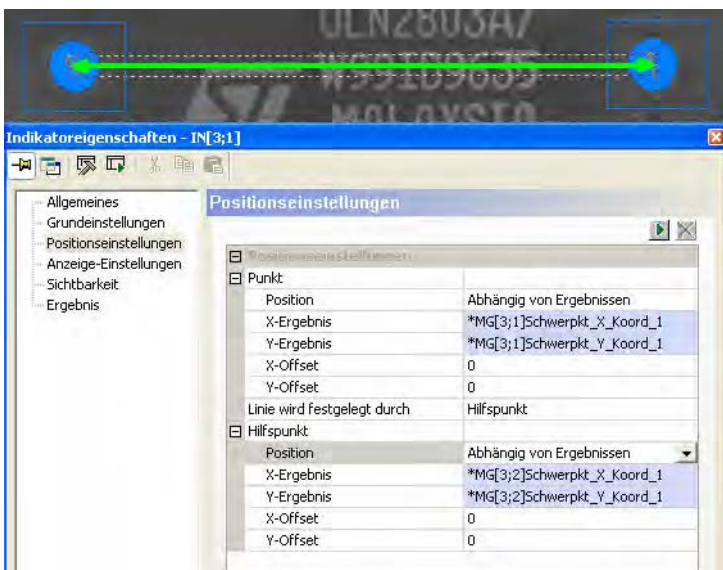 ULN2803A7
W99ID9635
MALAYSIA
Indikatoreigenschaften - IN[3;1]
Allgemeines
Grundeinstellungen
Positionseinstellungen
Anzeige-Einstellungen
Sichtbarkeit
Ergebnis
Positionseinstellungen
Positionseinstellungen
Punkt
Position Abhängig von Ergebnissen
X-Ergebnis *MG[3;1]Schwerpkt_X_Koord_1
Y-Ergebnis *MG[3;1]Schwerpkt_Y_Koord_1
X-Offset 0
Y-Offset 0
Linie wird festgelegt durch Hilfspunkt
Hilfspunkt
Position Abhängig von Ergebnissen
X-Ergebnis *MG[3;2]Schwerpkt_X_Koord_1
Y-Ergebnis *MG[3;2]Schwerpkt_Y_Koord_1
X-Offset 0
Y-Offset 0